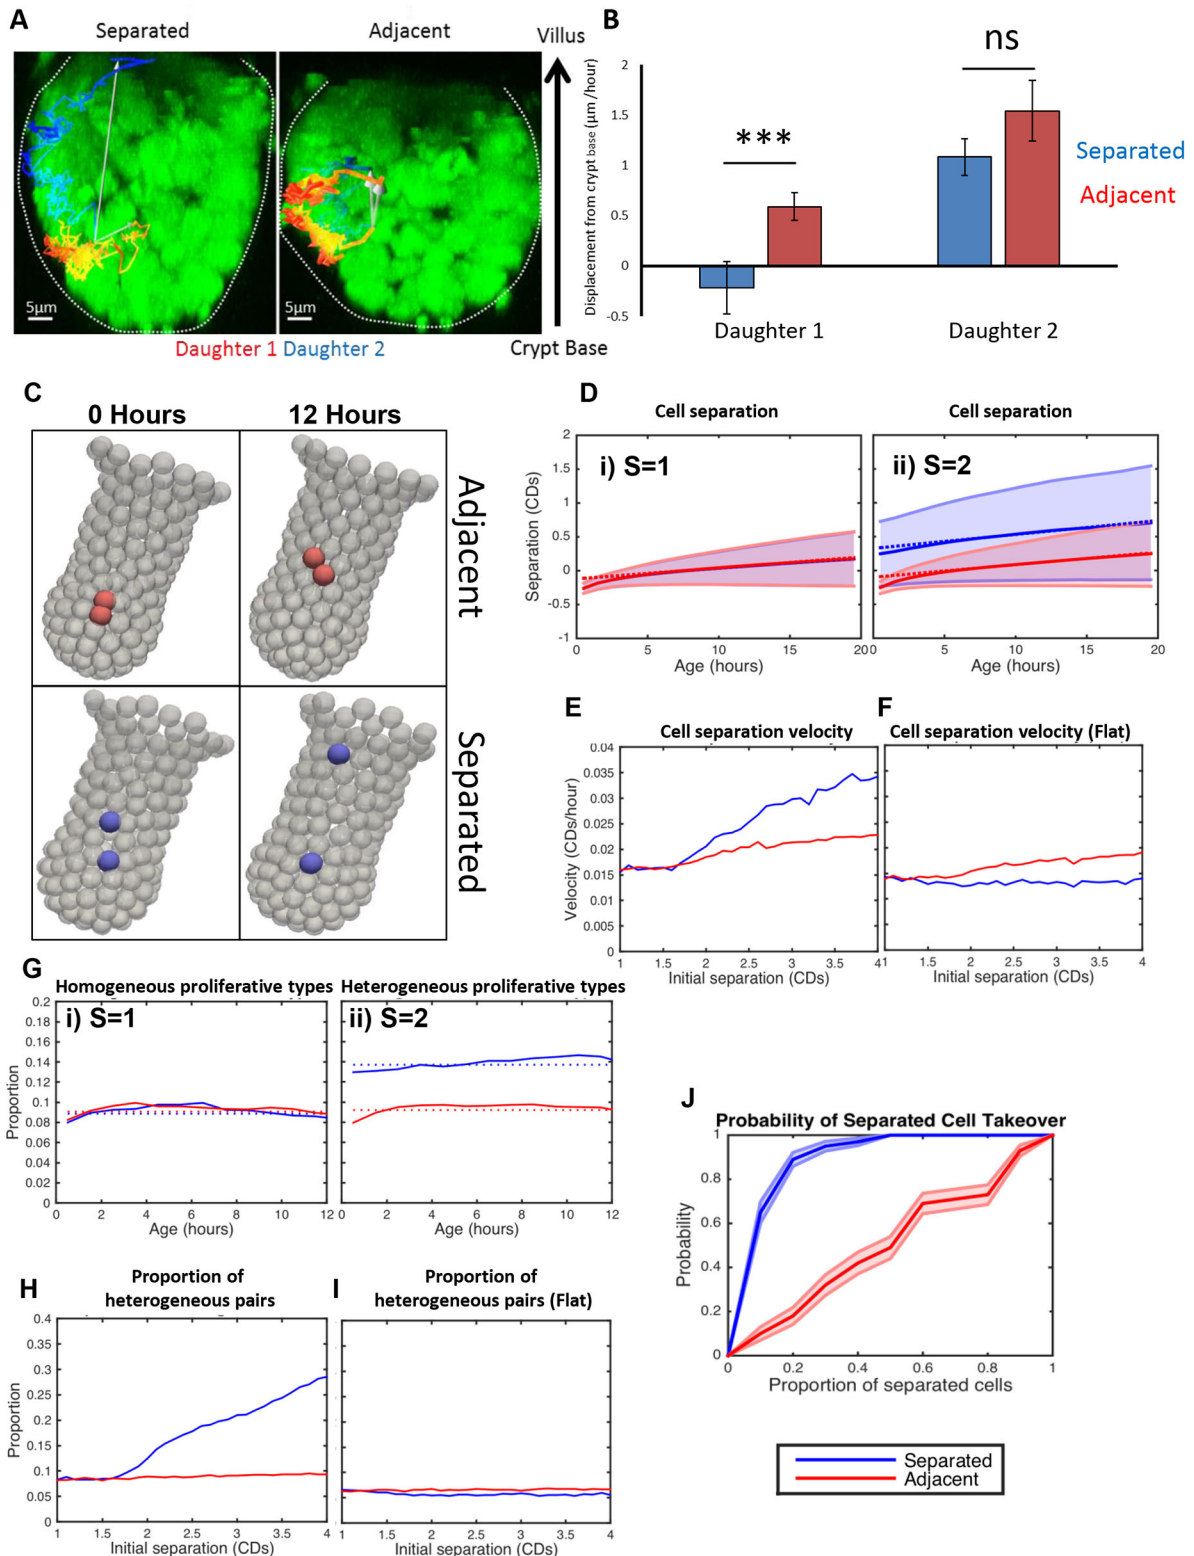 A
Separated
Adjacent
Villus
5µm
5µm
Daughter 1 Daughter 2
Crypt Base
B
Displacement from crypt base (µm /hour)
2
1.5
1
0.5
0
-0.5
***
ns
Separated
Adjacent
Daughter 1
Daughter 2
C
0 Hours
12 Hours
Adjacent
Separated
D
Cell separation
Cell separation
i) S=1
ii) S=2
Separation (CDs)
2
1.5
1
0.5
0
-0.5
-1
0 5 10 15 20
0 5 10 15 20
Age (hours)
Age (hours)
E
Cell separation velocity
Velocity (CDs/hour)
0.04
0.035
0.03
0.025
0.02
0.015
0.01
0.005
0
1 1.5 2 2.5 3 3.5 4
Initial separation (CDs)
F
Cell separation velocity (Flat)
1 1.5 2 2.5 3 3.5 4
Initial separation (CDs)
G
Homogeneous proliferative types
Heterogeneous proliferative types
i) S=1
ii) S=2
Proportion
0.2
0.18
0.16
0.14
0.12
0.1
0.08
0.06
0.04
0.02
0
0 2 4 6 8 10 12
0 2 4 6 8 10 12
Age (hours)
Age (hours)
H
Proportion of
heterogeneous pairs
Proportion
0.4
0.35
0.3
0.25
0.2
0.15
0.1
0.05
0
1 1.5 2 2.5 3 3.5 4
Initial separation (CDs)
I
Proportion of
heterogeneous pairs (Flat)
1 1.5 2 2.5 3 3.5 4
Initial separation (CDs)
J
Probability of Separated Cell Takeover
Probability
1
0.8
0.6
0.4
0.2
0
0 0.2 0.4 0.6 0.8 1
Proportion of separated cells
Separated
Adjacent